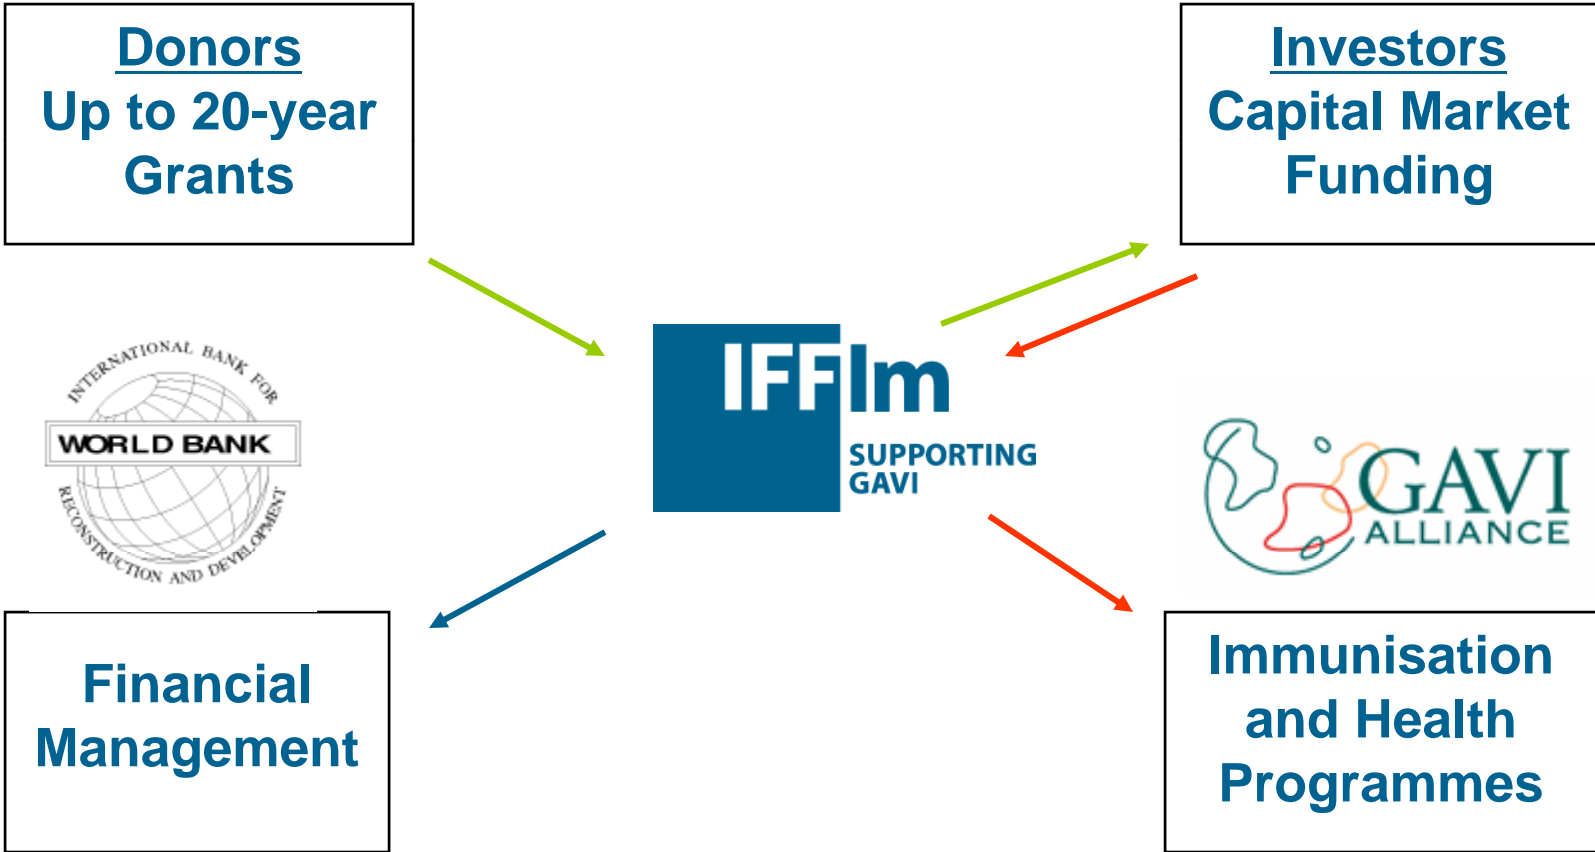 Donors
Up to 20-year
Grants
Investors
Capital Market
Funding
INTERNATIONAL BANK FOR
WORLD BANK
RECONSTRUCTION AND DEVELOPMENT
IFFIm
SUPPORTING
GAVI
GAVI
ALLIANCE
Financial
Management
Immunisation
and Health
Programmes